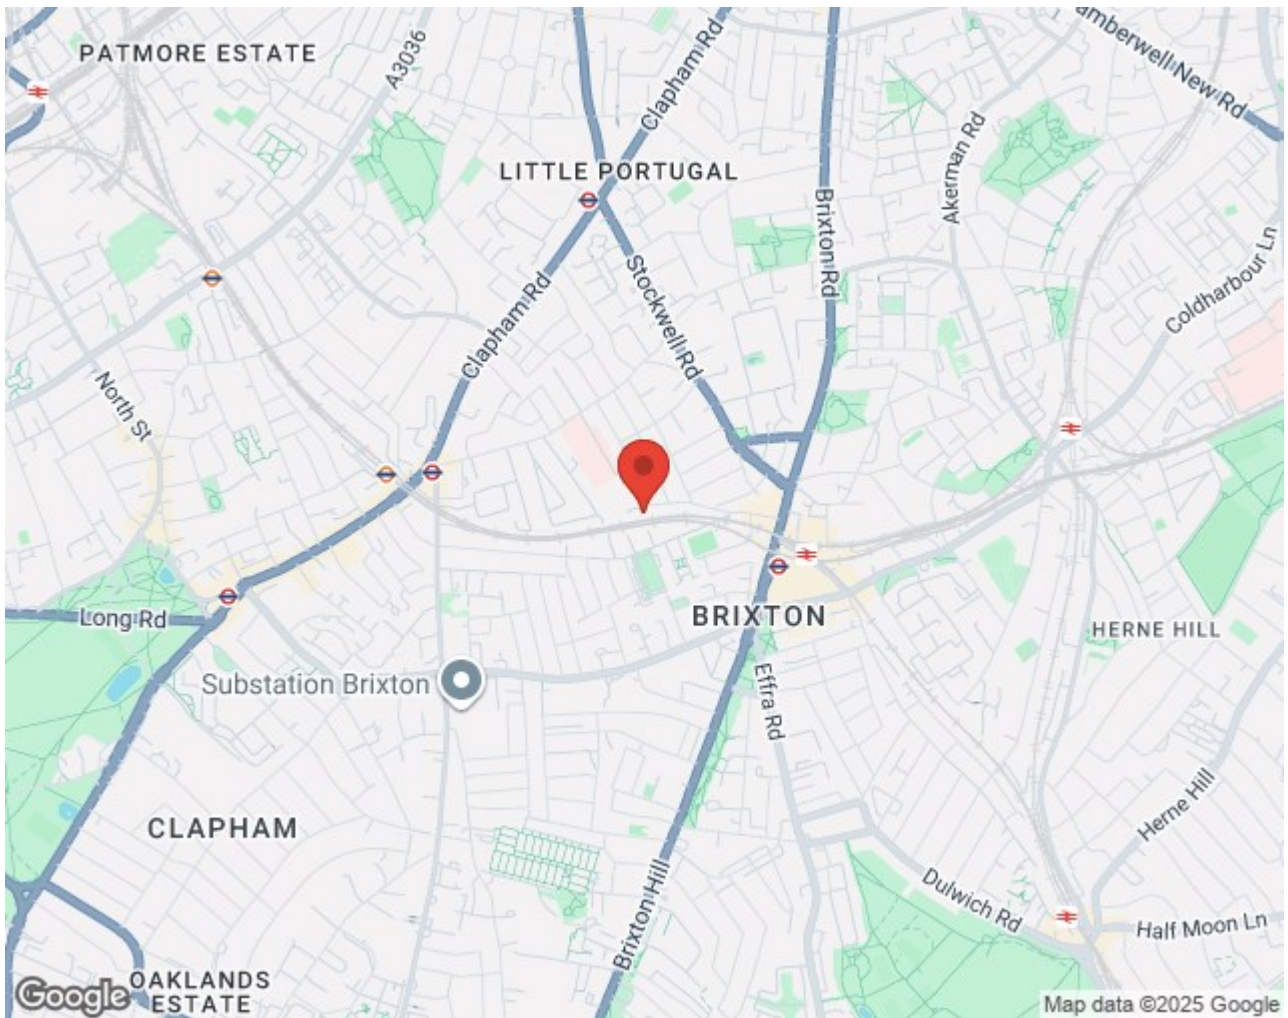 PATMORE ESTATE
A3036
Clapham Rd
amberwell New Rd
LITTLE PORTUGAL
Akerman Rd
Brixton Rd
Stockwell Rd
Clapham Rd
Coldharbour Ln
North St
Long Rd
BRIXTON
HERNE HILL
Substation Brixton
Effra Rd
CLAPHAM
Herne Hill
Brixton Hill
Dulwich Rd
Half Moon Ln
OAKLANDS
ESTATE
Google
Map data ©2025 Google